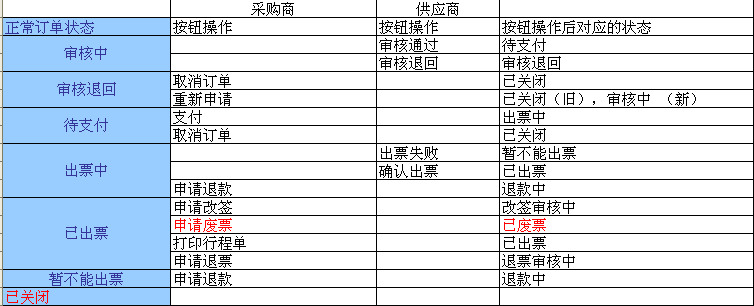 采购商 供应商
正常订单状态 按钮操作 按钮操作 按钮操作后对应的状态
审核中 审核通过 待支付
审核退回 审核退回
审核退回 取消订单 已关闭
重新申请 已关闭（旧），审核中 （新）
待支付 支付 出票中
取消订单 已关闭
出票中 出票失败 暂不能出票
确认出票 已出票
申请退款 退款中
已出票 申请改签 改签审核中
申请废票 已废票
打印行程单 已出票
申请退票 退票审核中
暂不能出票 申请退款 退款中
已关闭